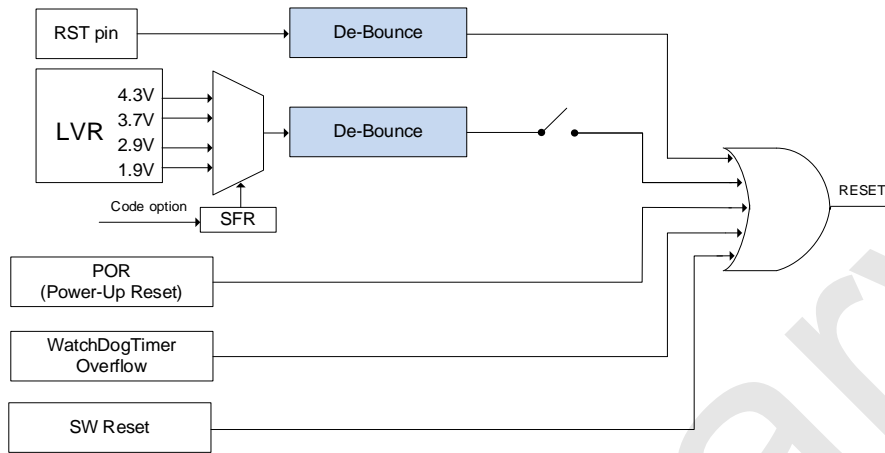 RST pin
De-Bounce
LVR
4.3V
3.7V
2.9V
1.9V
De-Bounce
Code option
SFR
RESET
POR
(Power-Up Reset)
WatchDogTimer
Overflow
SW Reset